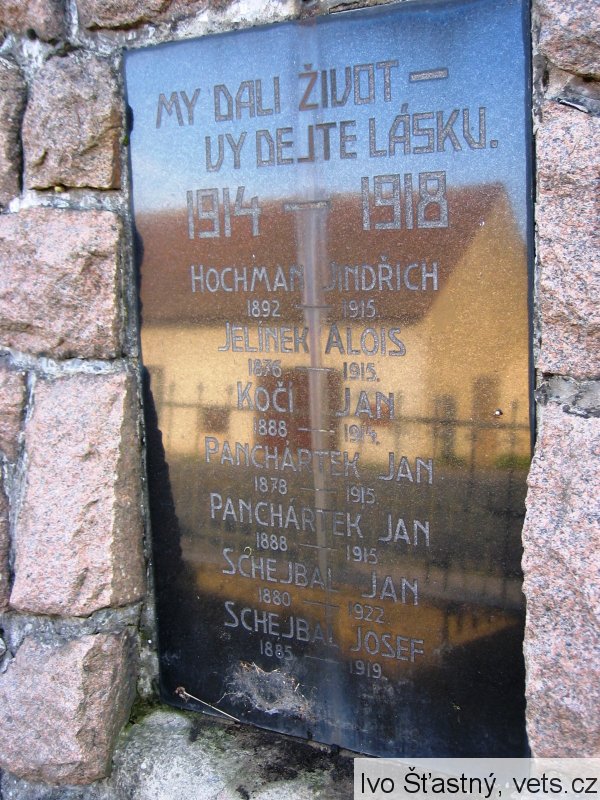 MY DALI ŽIVOT –
VY DEJTE LÁSKU.
1914 – 1918
HOCHMAN JINDŘICH
1892 – 1915.
JELÍNEK ALOIS
1876 – 1915.
KOČÍ JAN
1888 – 1914.
PANCHÁRTEK JAN
1878 – 1915.
PANCHÁRTEK JAN
1888 – 1915.
SCHEJBAL JAN
1880 – 1922.
SCHEJBAL JOSEF
1885 – 1919.
Ivo Šťastný, vets.cz